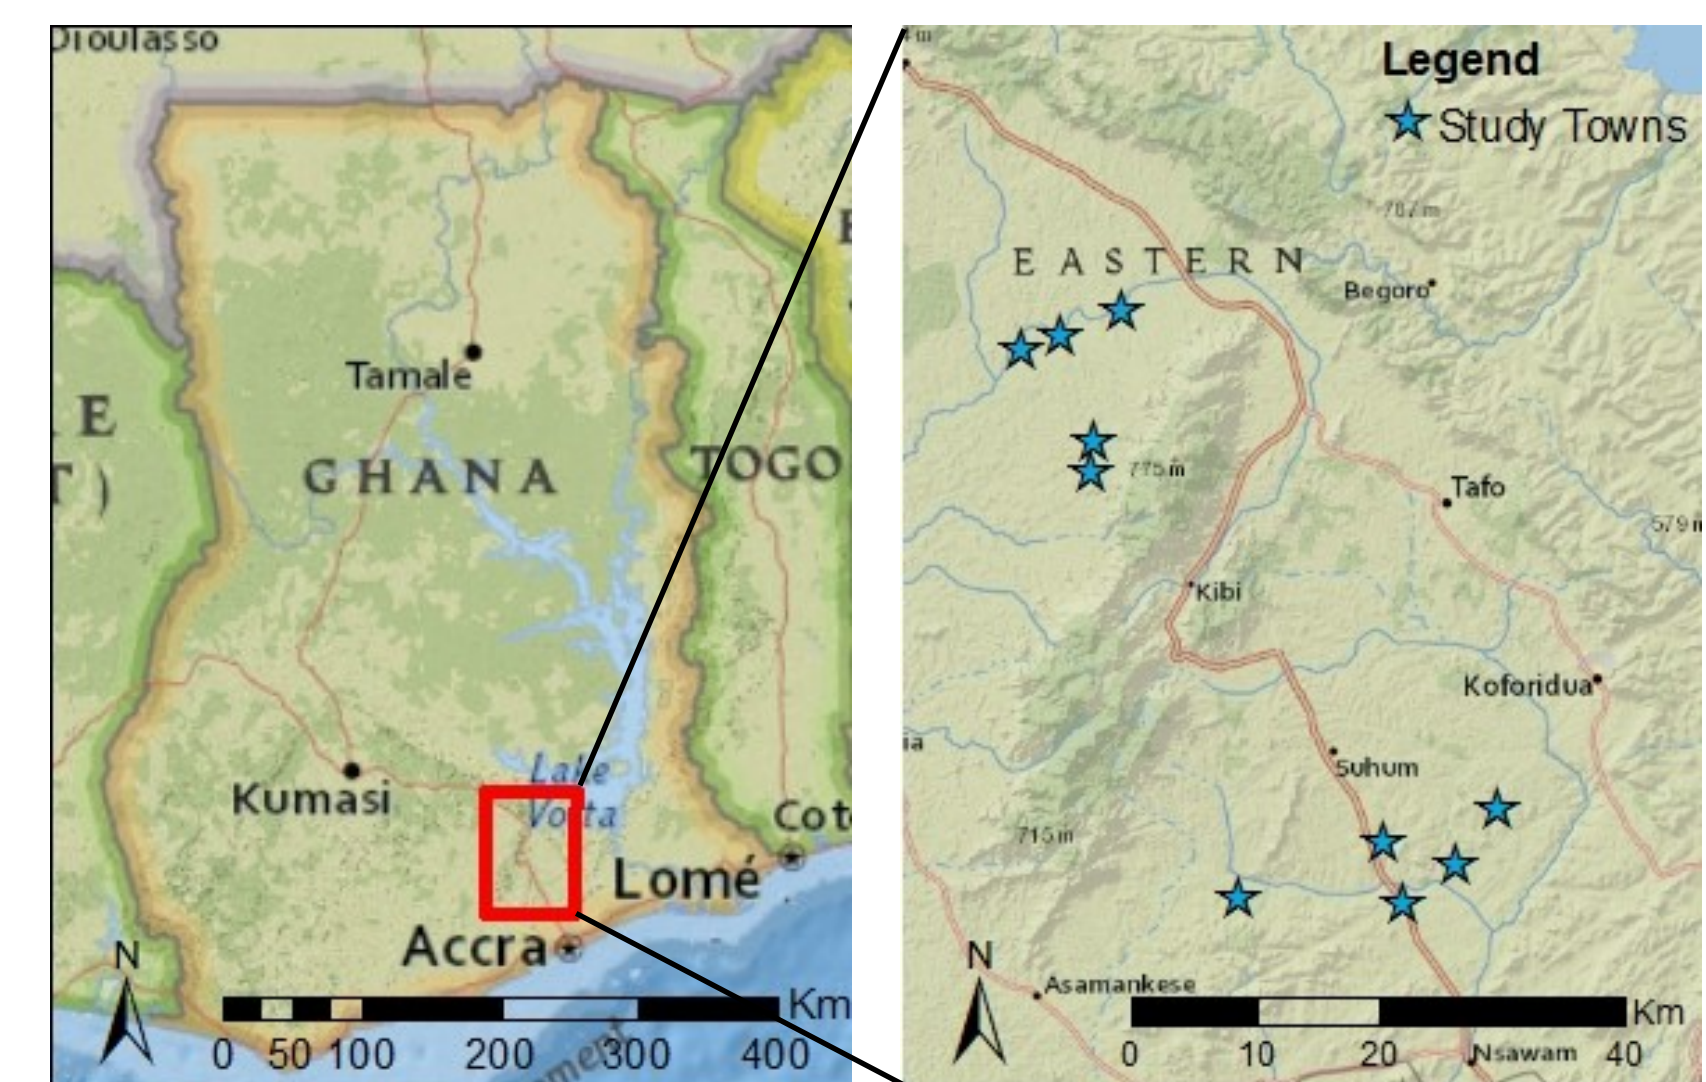 Dioulasso
Tamale
E
GHANA
TOGO
T)
Lake
Volta
Kumasi
Cot
Lomé
Accra
N
Km
0 50 100 200 300 400
Legend
Study Towns
787 m
EASTERN
Begoro
775 m
Tafo
579 m
Kibi
Koforidua
ia
Suhum
715 m
N
Asamankese
Km
0 10 20 40
Nsawam